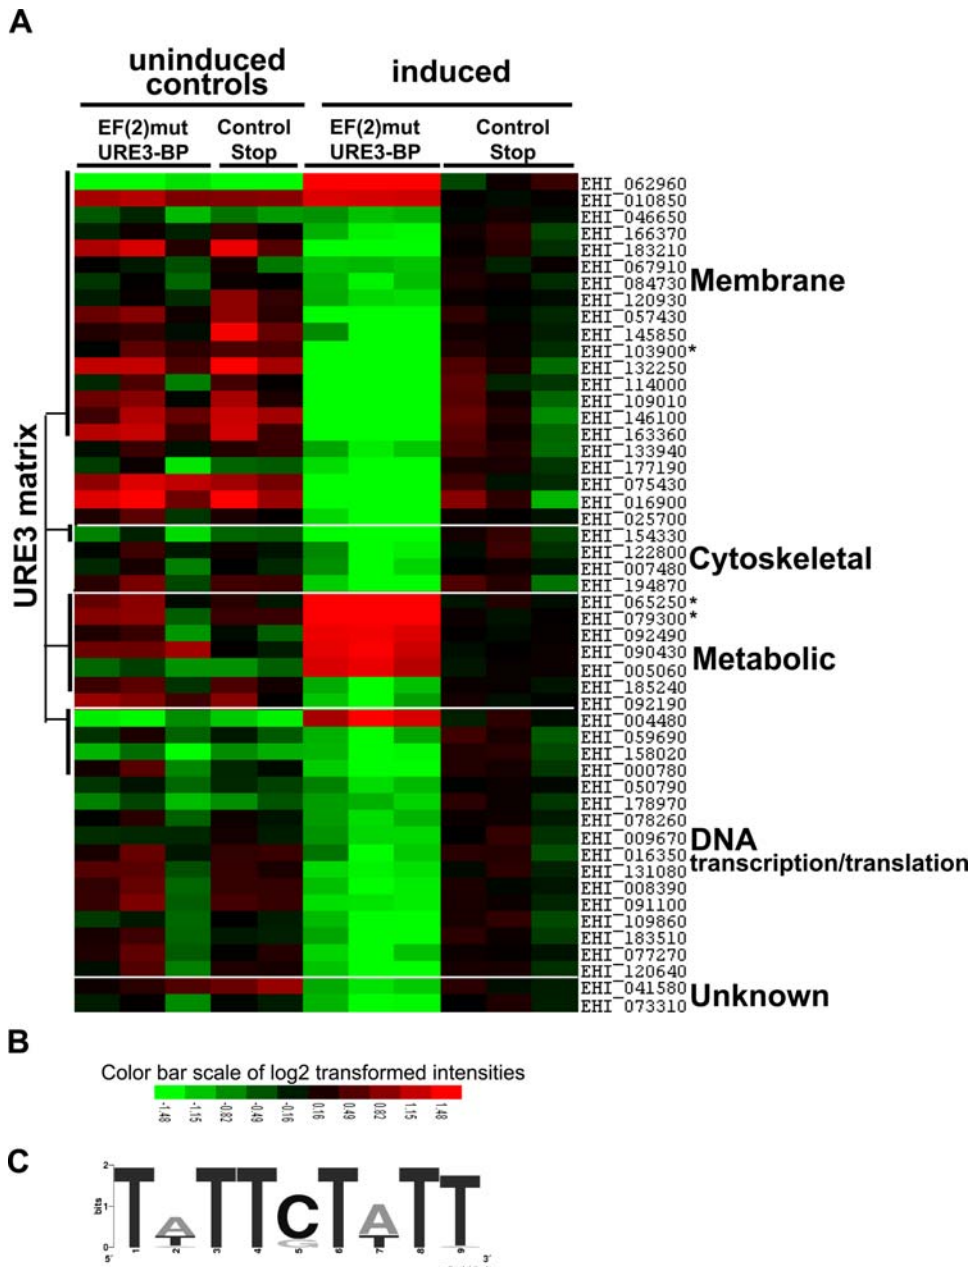 A
uninduced
controls
induced
EF(2)mut
URE3-BP
Control
Stop
EF(2)mut
URE3-BP
Control
Stop
URE3 matrix
EHI_062960
EHI_010850
EHI_046650
EHI_166370
EHI_183210
EHI_067910
EHI_084730
EHI_120930
EHI_057430
EHI_145850
EHI_103900*
EHI_132250
EHI_114000
EHI_109010
EHI_146100
EHI_163360
EHI_133940
EHI_177190
EHI_075430
EHI_016900
EHI_025700
Membrane
EHI_154330
EHI_122800
EHI_007480
EHI_194870
Cytoskeletal
EHI_065250*
EHI_079300*
EHI_092490
EHI_090430
EHI_005060
EHI_185240
EHI_092190
Metabolic
EHI_004480
EHI_059690
EHI_158020
EHI_000780
EHI_050790
EHI_178970
EHI_078260
EHI_009670
EHI_016350
EHI_131080
EHI_008390
EHI_091100
EHI_109860
EHI_183510
EHI_077270
EHI_120640
DNA
transcription/translation
EHI_041580
EHI_073310
Unknown
B
Color bar scale of log2 transformed intensities
-1.48 -1.15 -0.82 -0.49 -0.16 0.16 0.49 0.82 1.15 1.48
C
2
bits
1
0
TATTCTATT
T T
G
1 2 3 4 5 6 7 8 9
5´ 3´